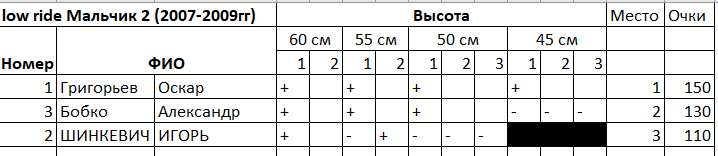 low ride Мальчик 2 (2007-2009гг) Высота Место Очки
60 см 55 см 50 см 45 см
Номер ФИО 1 2 1 2 1 2 3 1 2 3
1 Григорьев Оскар + + + + 1 150
3 Бобко Александр + + + - - - 2 130
2 ШИНКЕВИЧ ИГОРЬ + - + - - - 3 110